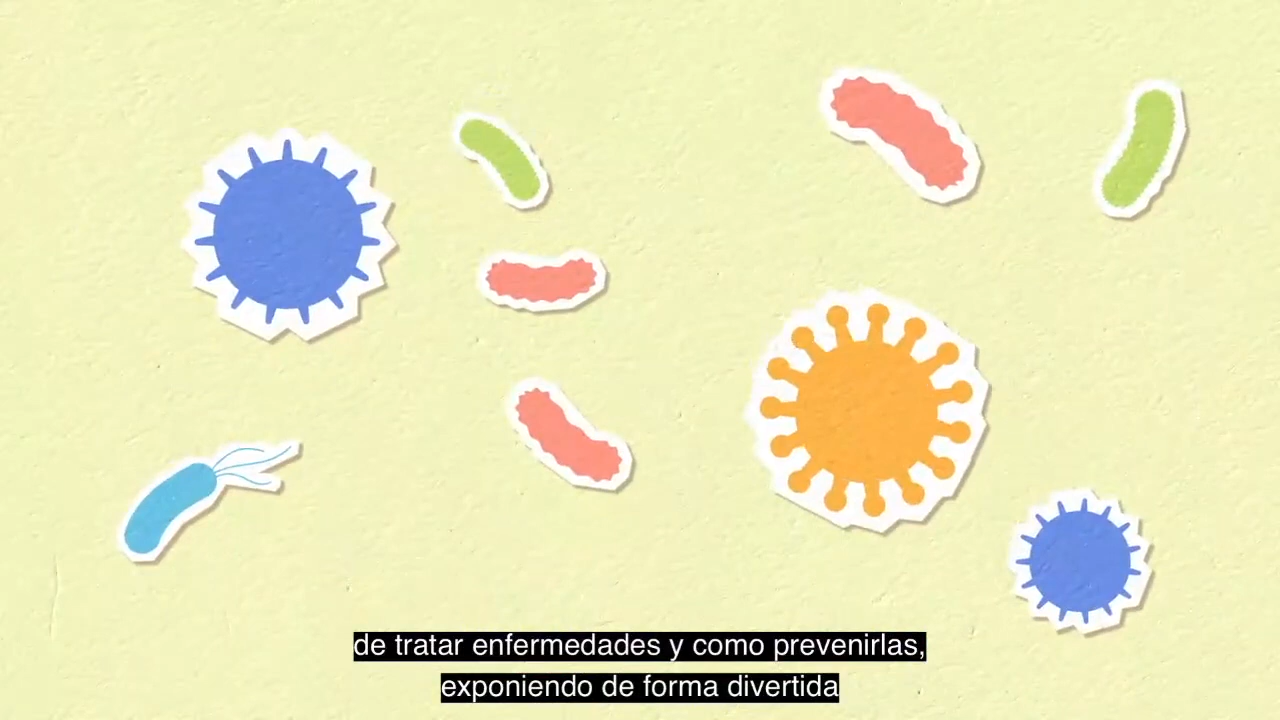 de tratar enfermedades y como prevenirlas,
exponiendo de forma divertida